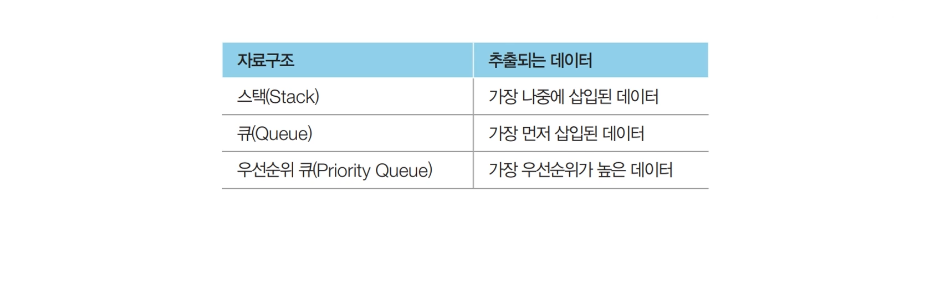 자료구조 추출되는 데이터
스택(Stack) 가장 나중에 삽입된 데이터
큐(Queue) 가장 먼저 삽입된 데이터
우선순위 큐(Priority Queue) 가장 우선순위가 높은 데이터